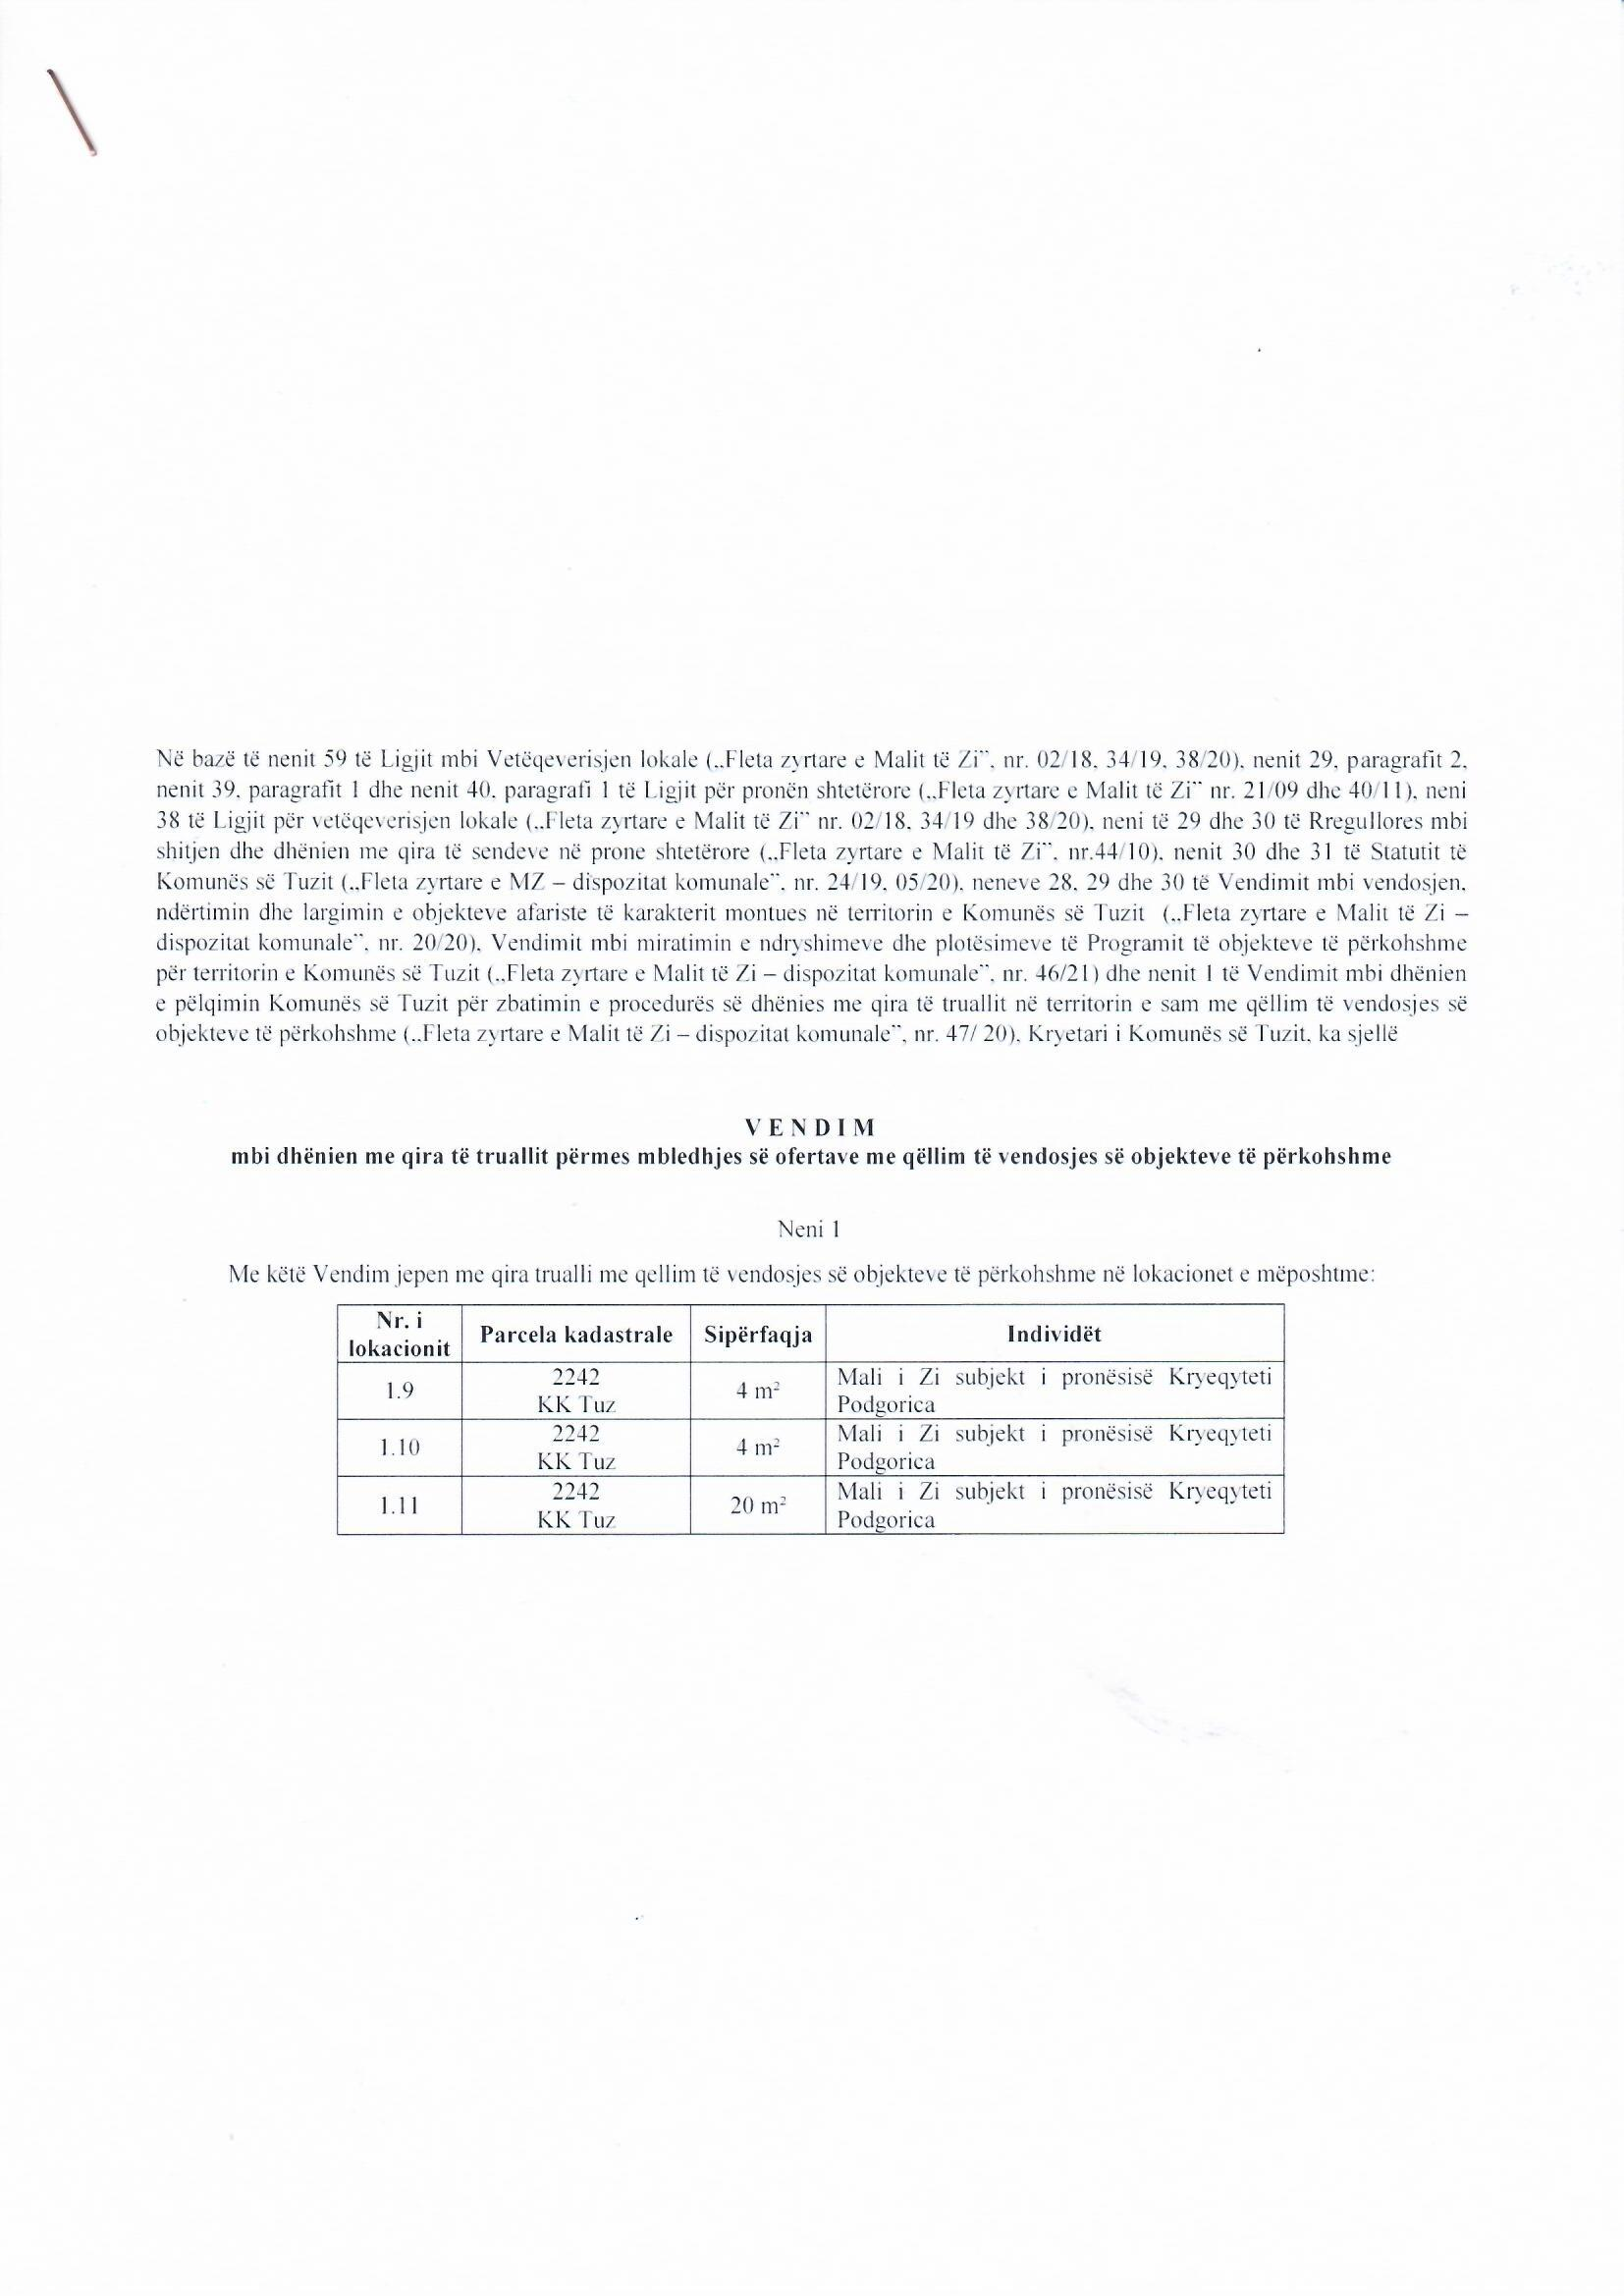 Në bazë të nenit 59 të Ligjit mbi Vetëqeverisjen lokale („Fleta zyrtare e Malit të Zi", nr. 02/18, 34/19, 38/20), nenit 29, paragrafit 2,
nenit 39, paragrafit 1 dhe nenit 40, paragrafi 1 të Ligjit për pronën shtetërore („Fleta zyrtare e Malit të Zi" nr. 21/09 dhe 40/11), neni
38 të Ligjit për vetëqeverisjen lokale („Fleta zyrtare e Malit të Zi" nr. 02/18, 34/19 dhe 38/20), neni të 29 dhe 30 të Rregullores mbi
shitjen dhe dhënien me qira të sendeve në prone shtetërore („Fleta zyrtare e Malit të Zi", nr.44/10), nenit 30 dhe 31 të Statutit të
Komunës së Tuzit („Fleta zyrtare e MZ – dispozitat komunale", nr. 24/19, 05/20), neneve 28, 29 dhe 30 të Vendimit mbi vendosjen,
ndërtimin dhe largimin e objekteve afariste të karakterit montues në territorin e Komunës së Tuzit („Fleta zyrtare e Malit të Zi –
dispozitat komunale", nr. 20/20), Vendimit mbi miratimin e ndryshimeve dhe plotësimeve të Programit të objekteve të përkohshme
për territorin e Komunës së Tuzit („Fleta zyrtare e Malit të Zi – dispozitat komunale", nr. 46/21) dhe nenit 1 të Vendimit mbi dhënien
e pëlqimin Komunës së Tuzit për zbatimin e procedurës së dhënies me qira të truallit në territorin e sam me qëllim të vendosjes së
objekteve të përkohshme („Fleta zyrtare e Malit të Zi – dispozitat komunale", nr. 47/ 20), Kryetari i Komunës së Tuzit, ka sjellë
V E N D I M
mbi dhënien me qira të truallit përmes mbledhjes së ofertave me qëllim të vendosjes së objekteve të përkohshme
Neni 1
Me këtë Vendim jepen me qira trualli me qellim të vendosjes së objekteve të përkohshme në lokacionet e mëposhtme:
Nr. i
lokacionit
Parcela kadastrale
Sipërfaqja
Individët
1.9
2242
KK Tuz
4 m²
Mali i Zi subjekt i pronësisë Kryeqyteti
Podgorica
1.10
2242
KK Tuz
4 m²
Mali i Zi subjekt i pronësisë Kryeqyteti
Podgorica
1.11
2242
KK Tuz
20 m²
Mali i Zi subjekt i pronësisë Kryeqyteti
Podgorica